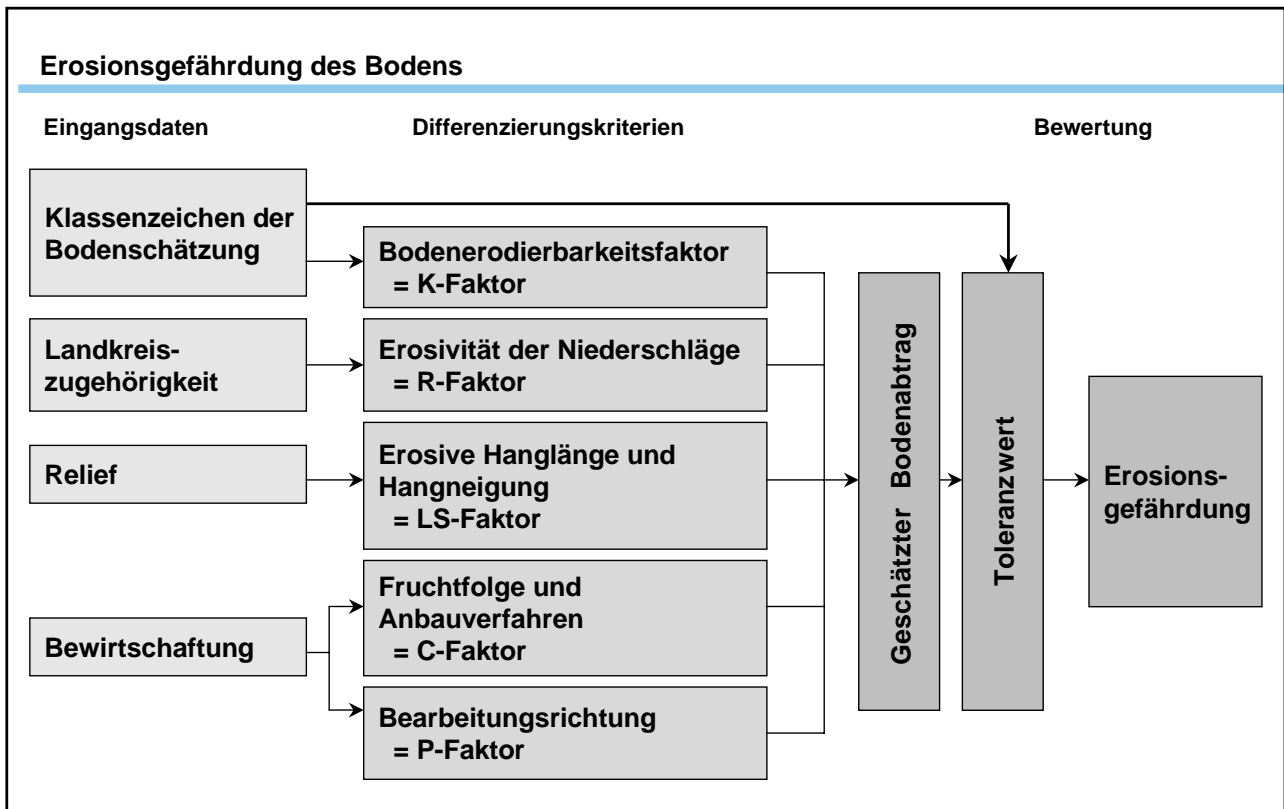 Erosionsgefährdung des Bodens
Eingangsdaten
Differenzierungskriterien
Bewertung
Klassenzeichen der
Bodenschätzung
Bodenerodierbarkeitsfaktor
= K-Faktor
Landkreis-
zugehörigkeit
Erosivität der Niederschläge
= R-Faktor
Relief
Erosive Hanglänge und
Hangneigung
= LS-Faktor
Bewirtschaftung
Fruchtfolge und
Anbauverfahren
= C-Faktor
Bearbeitungsrichtung
= P-Faktor
Geschätzter Bodenabtrag
Toleranzwert
Erosions-
gefährdung